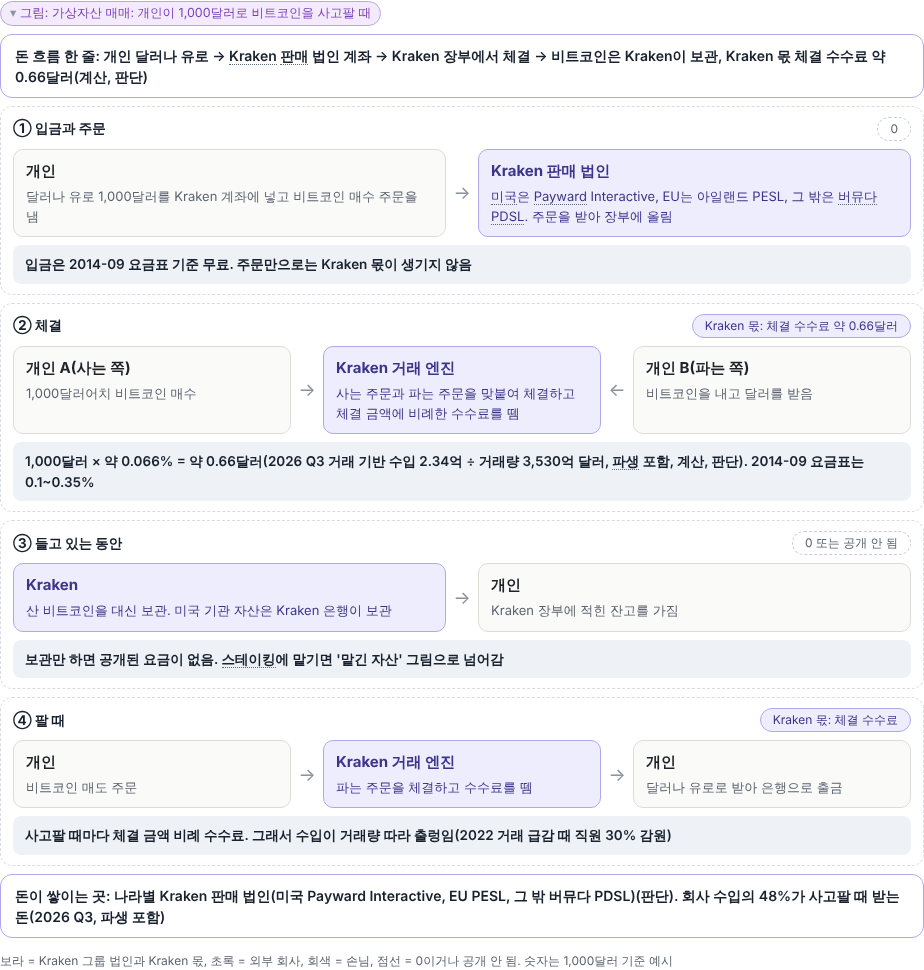 ▾ 그림: 가상자산 매매: 개인이 1,000달러로 비트코인을 사고팔 때
돈 흐름 한 줄: 개인 달러나 유로 → Kraken 판매 법인 계좌 → Kraken 장부에서 체결 → 비트코인은 Kraken이 보관, Kraken 몫 체결 수수료 약
0.66달러(계산, 판단)
① 입금과 주문
0
개인
달러나 유로 1,000달러를 Kraken 계좌에 넣고 비트코인 매수 주문을
냄
→
Kraken 판매 법인
미국은 Payward Interactive, EU는 아일랜드 PESL, 그 밖은 버뮤다
PDSL. 주문을 받아 장부에 올림
입금은 2014-09 요금표 기준 무료. 주문만으로는 Kraken 몫이 생기지 않음
② 체결
Kraken 몫: 체결 수수료 약 0.66달러
개인 A(사는 쪽)
1,000달러어치 비트코인 매수
→
Kraken 거래 엔진
사는 주문과 파는 주문을 맞붙여 체결하고
체결 금액에 비례한 수수료를 뗌
←
개인 B(파는 쪽)
비트코인을 내고 달러를 받음
1,000달러 × 약 0.066% = 약 0.66달러(2026 Q3 거래 기반 수입 2.34억 ÷ 거래량 3,530억 달러, 파생 포함, 계산, 판단). 2014-09 요금표는
0.1~0.35%
③ 들고 있는 동안
0 또는 공개 안 됨
Kraken
산 비트코인을 대신 보관. 미국 기관 자산은 Kraken 은행이 보관
→
개인
Kraken 장부에 적힌 잔고를 가짐
보관만 하면 공개된 요금이 없음. 스테이킹에 맡기면 '맡긴 자산' 그림으로 넘어감
④ 팔 때
Kraken 몫: 체결 수수료
개인
비트코인 매도 주문
→
Kraken 거래 엔진
파는 주문을 체결하고 수수료를 뗌
→
개인
달러나 유로로 받아 은행으로 출금
사고팔 때마다 체결 금액 비례 수수료. 그래서 수입이 거래량 따라 출렁임(2022 거래 급감 때 직원 30% 감원)
돈이 쌓이는 곳: 나라별 Kraken 판매 법인(미국 Payward Interactive, EU PESL, 그 밖 버뮤다 PDSL)(판단). 회사 수입의 48%가 사고팔 때 받는
돈(2026 Q3, 파생 포함)
보라 = Kraken 그룹 법인과 Kraken 몫, 초록 = 외부 회사, 회색 = 손님, 점선 = 0이거나 공개 안 됨. 숫자는 1,000달러 기준 예시